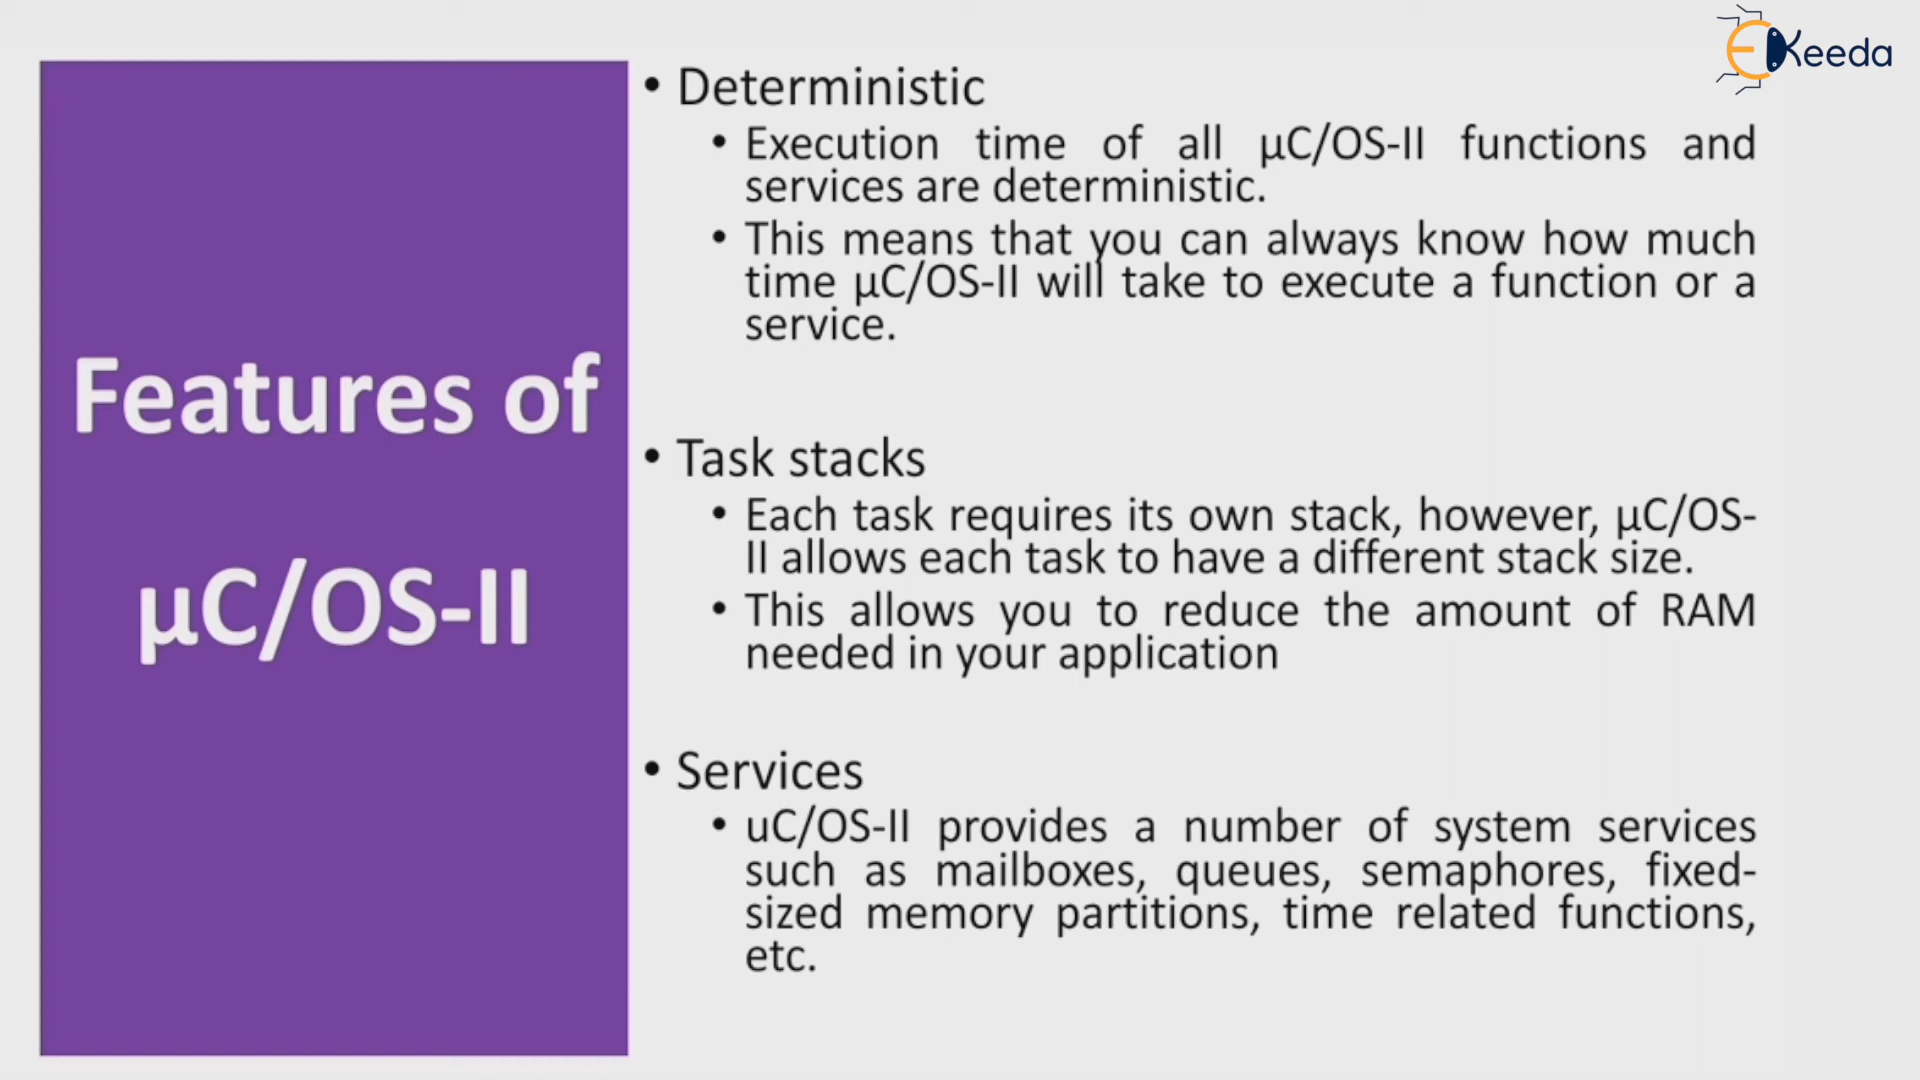 EKeeda
Features of
µC/OS-II
• Deterministic
• Execution time of all µC/OS-II functions and
services are deterministic.
• This means that you can always know how much
time µC/OS-II will take to execute a function or a
service.
• Task stacks
• Each task requires its own stack, however, µC/OS-
II allows each task to have a different stack size.
• This allows you to reduce the amount of RAM
needed in your application
• Services
• uC/OS-II provides a number of system services
such as mailboxes, queues, semaphores, fixed-
sized memory partitions, time related functions,
etc.